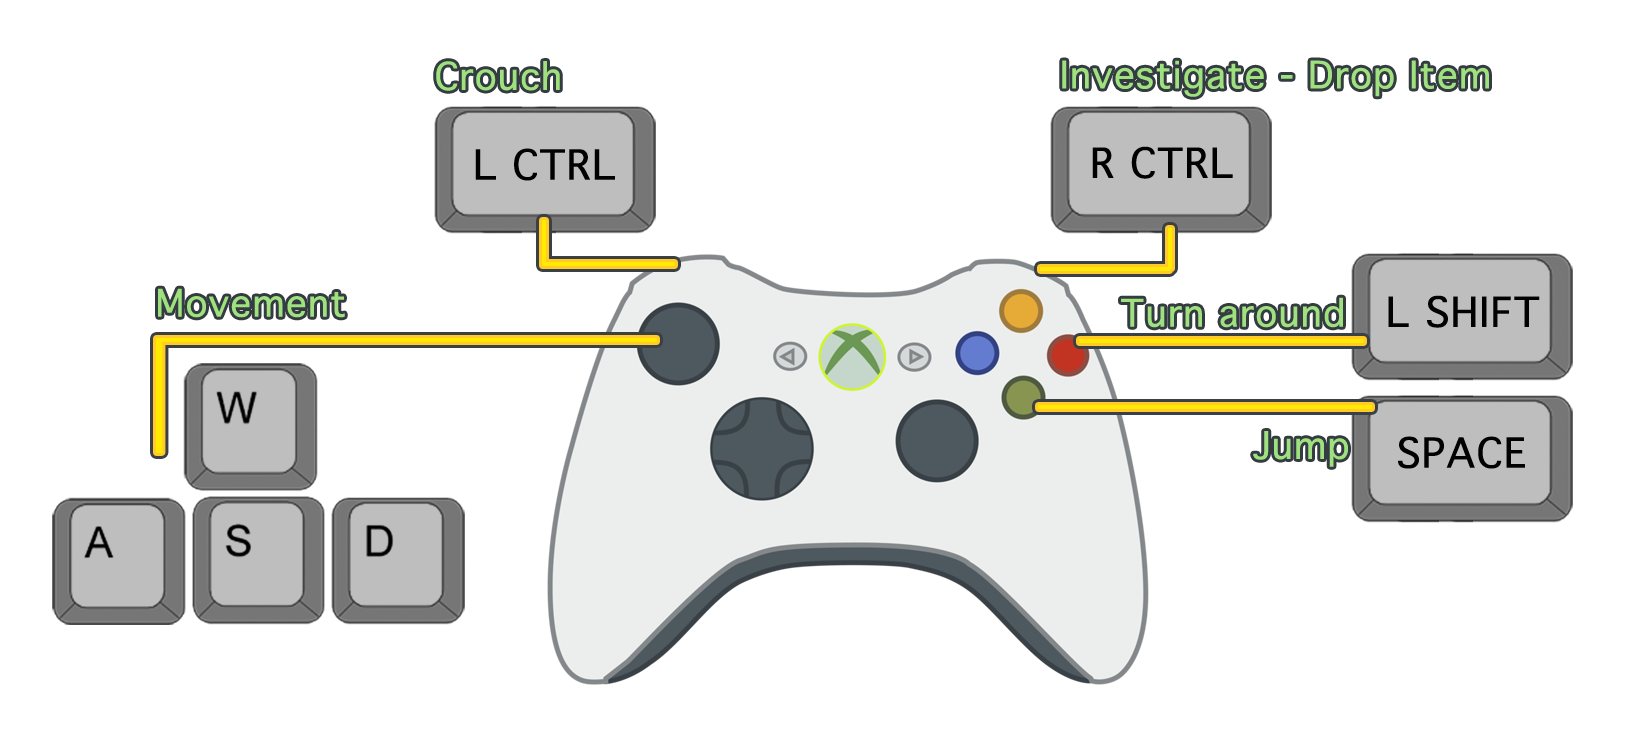 Crouch
L CTRL
Investigate - Drop Item
R CTRL
Movement
W
A
S
D
Turn around
L SHIFT
Jump
SPACE